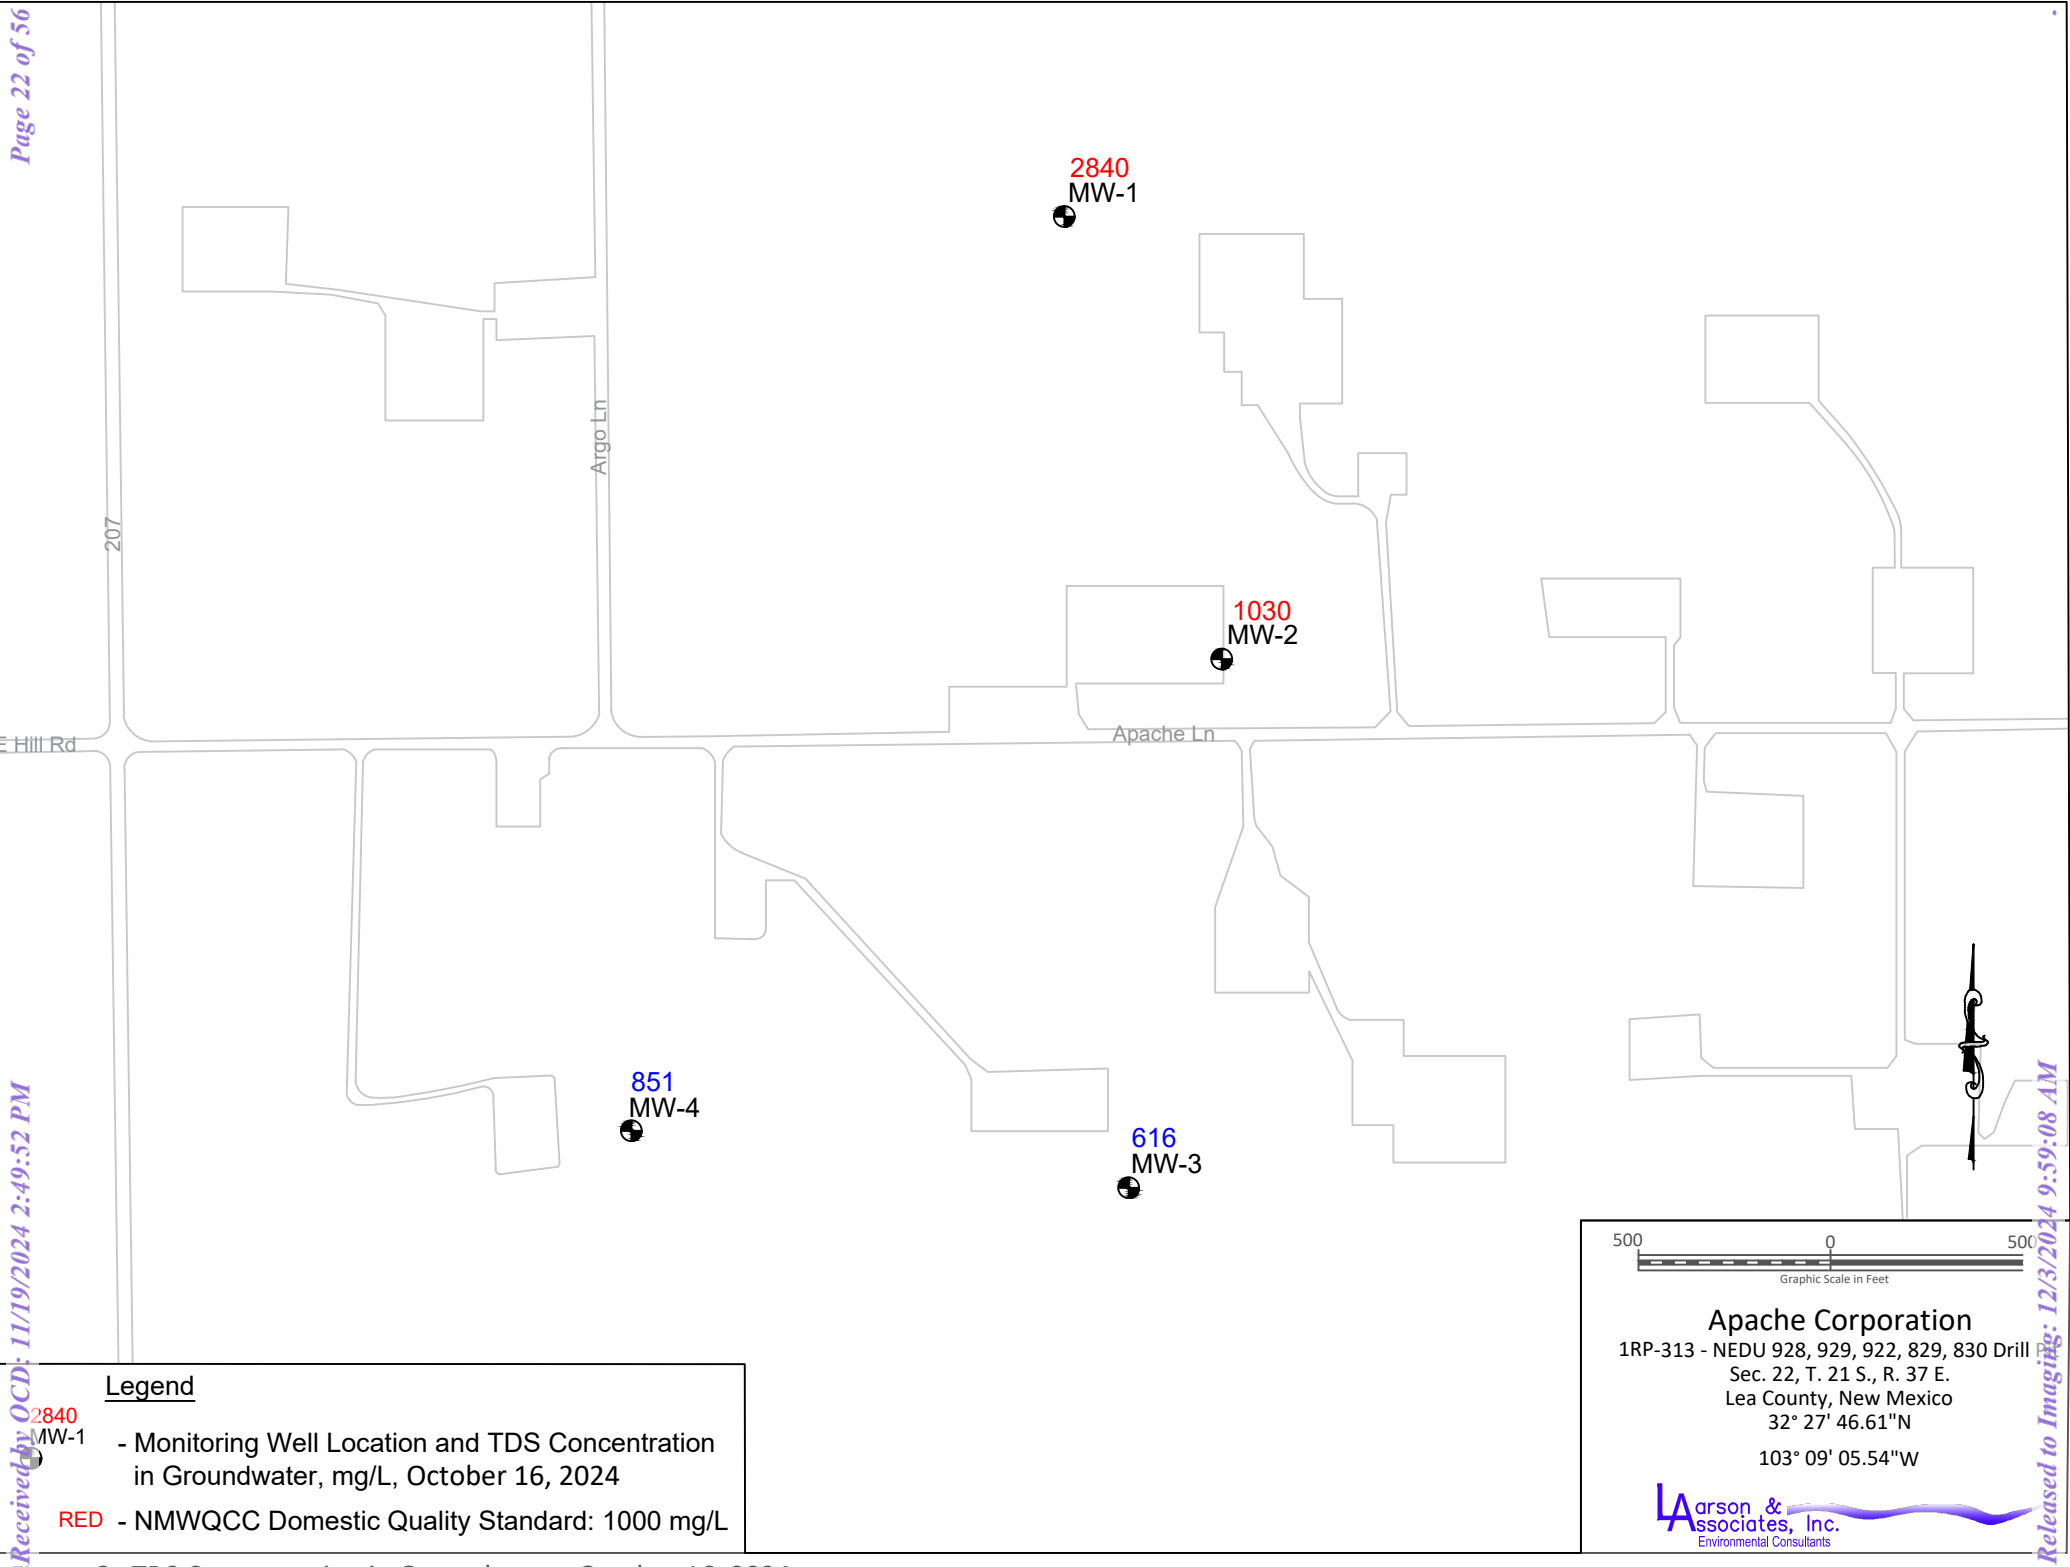 Page 22 of 56
2840
MW-1
Argo Ln
207
1030
MW-2
E Hill Rd
Apache Ln
851
MW-4
616
MW-3
Received by OCD: 11/19/2024 2:49:52 PM
Released to Imaging: 12/3/2024 9:59:08 AM
500 0 500
Graphic Scale in Feet
Apache Corporation
1RP-313 - NEDU 928, 929, 922, 829, 830 Drill
Sec. 22, T. 21 S., R. 37 E.
Lea County, New Mexico
32° 27' 46.61"N
103° 09' 05.54"W
Larson &
Associates, Inc.
Environmental Consultants
Legend
2840
MW-1
- Monitoring Well Location and TDS Concentration
in Groundwater, mg/L, October 16, 2024
RED - NMWQCC Domestic Quality Standard: 1000 mg/L